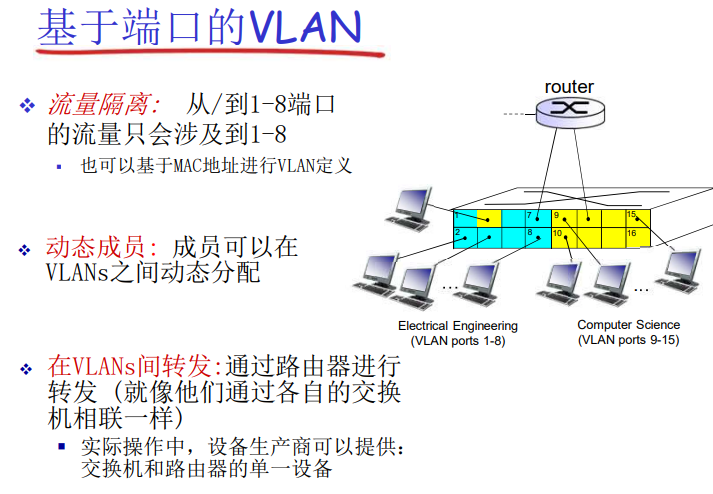 基于端口的VLAN
流量隔离: 从/到1-8端口
的流量只会涉及到1-8
也可以基于MAC地址进行VLAN定义
动态成员: 成员可以在
VLANs之间动态分配
在VLANs间转发:通过路由器进行
转发 (就像他们通过各自的交换
机相联一样)
实际操作中，设备生产商可以提供:
交换机和路由器的单一设备
router
1 7 9 15
2 8 10 16
... ...
Electrical Engineering
(VLAN ports 1-8)
Computer Science
(VLAN ports 9-15)